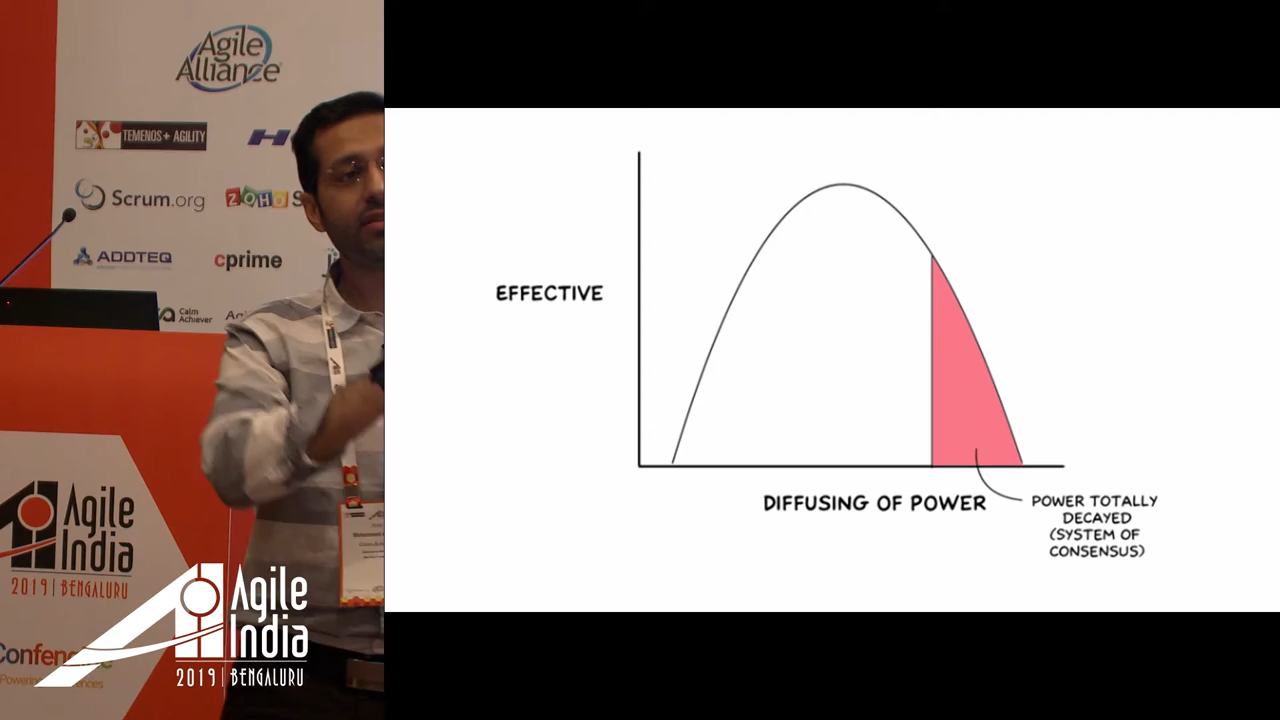 Agile
Alliance
TEMENOS+ AGILITY
H
Scrum.org
ZOHO S
ADDTEQ
cprime
Calm
Achiever
Agile
India
2019 | BENGALURU
Confengine
Agile
India
2019 | BENGALURU
EFFECTIVE
DIFFUSING OF POWER
POWER TOTALLY
DECAYED
(SYSTEM OF
CONSENSUS)